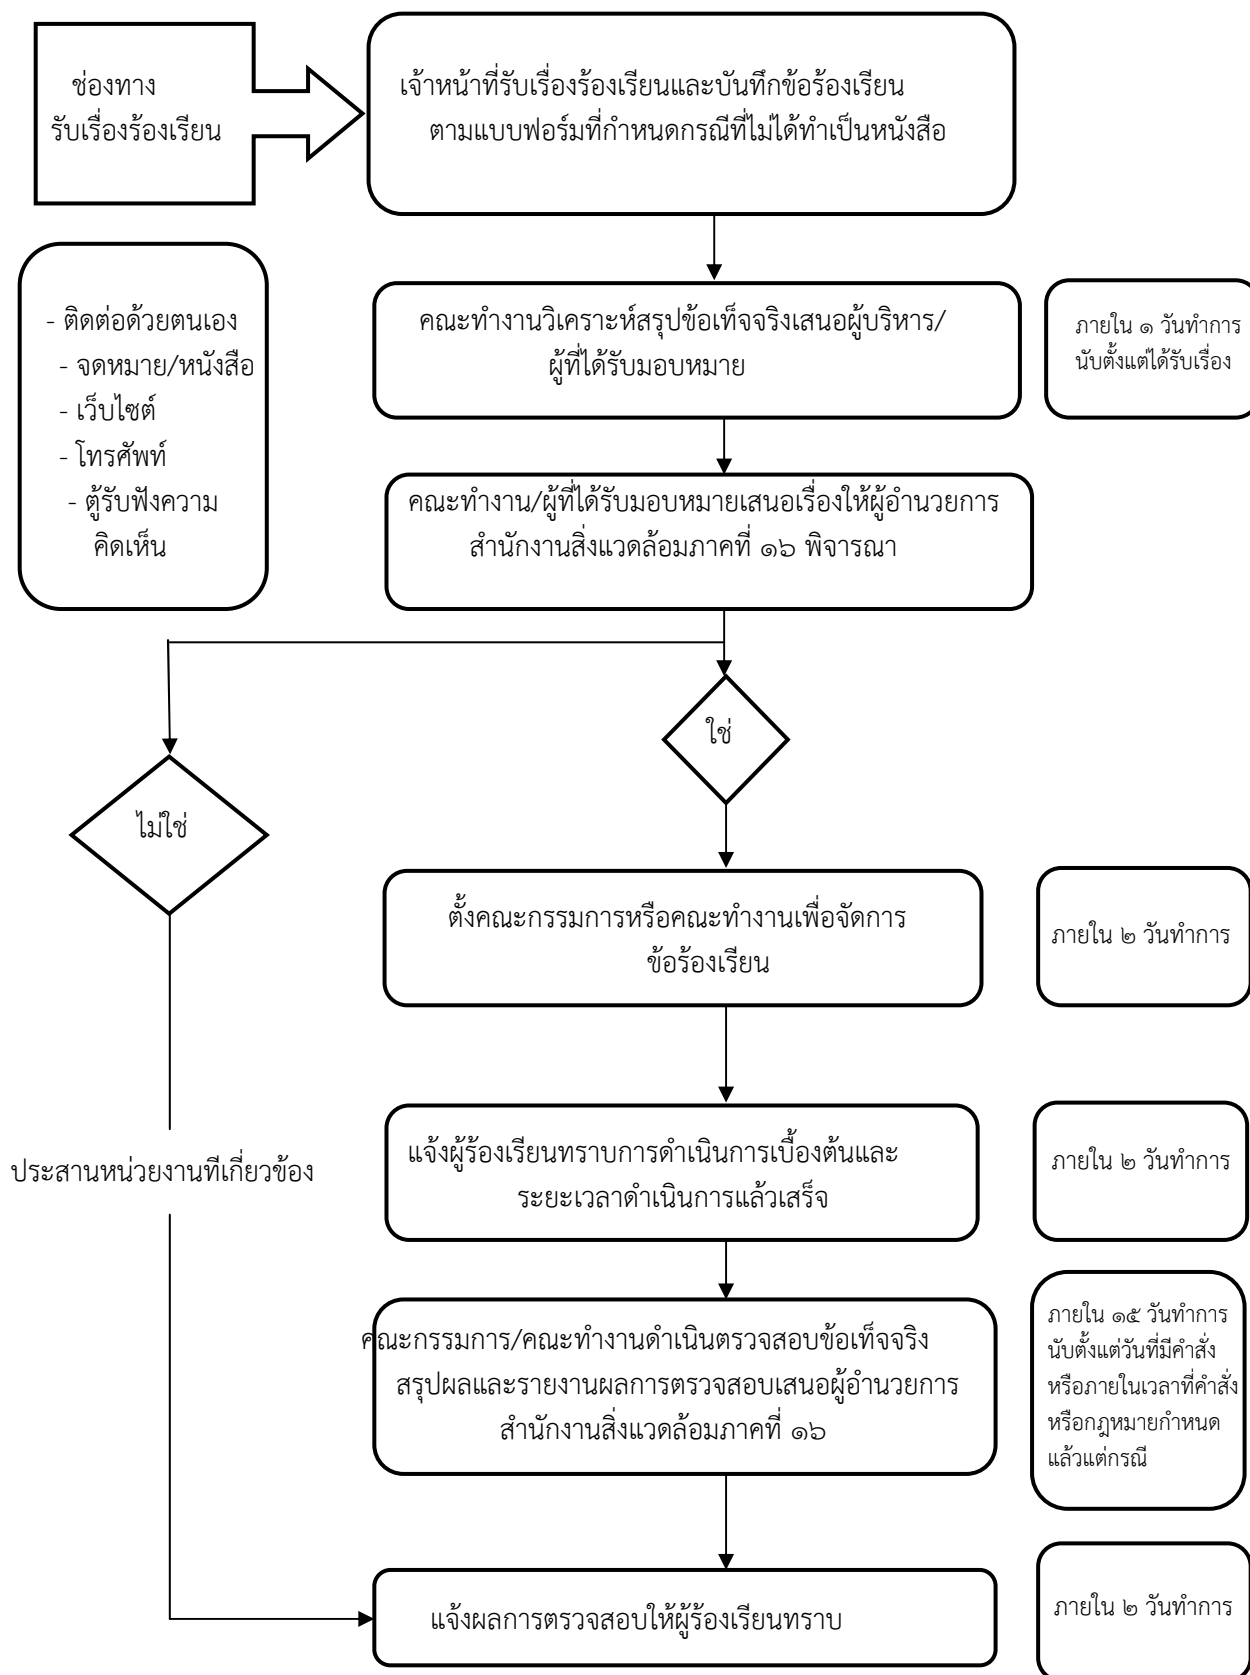 ช่องทาง
รับเรื่องร้องเรียน
เจ้าหน้าที่รับเรื่องร้องเรียนและบันทึกข้อร้องเรียน
ตามแบบฟอร์มที่กำหนดกรณีที่ไม่ได้ทำเป็นหนังสือ
- ติดต่อด้วยตนเอง
- จดหมาย/หนังสือ
- เว็บไซต์
- โทรศัพท์
- ตู้รับฟังความ
คิดเห็น
คณะทำงานวิเคราะห์สรุปข้อเท็จจริงเสนอผู้บริหาร/
ผู้ที่ได้รับมอบหมาย
ภายใน ๑ วันทำการ
นับตั้งแต่ได้รับเรื่อง
คณะทำงาน/ผู้ที่ได้รับมอบหมายเสนอเรื่องให้ผู้อำนวยการ
สำนักงานสิ่งแวดล้อมภาคที่ ๑๖ พิจารณา
ใช่
ไม่ใช่
ตั้งคณะกรรมการหรือคณะทำงานเพื่อจัดการ
ข้อร้องเรียน
ภายใน ๒ วันทำการ
แจ้งผู้ร้องเรียนทราบการดำเนินการเบื้องต้นและ
ระยะเวลาดำเนินการแล้วเสร็จ
ภายใน ๒ วันทำการ
ประสานหน่วยงานทีเกี่ยวข้อง
คณะกรรมการ/คณะทำงานดำเนินตรวจสอบข้อเท็จจริง
สรุปผลและรายงานผลการตรวจสอบเสนอผู้อำนวยการ
สำนักงานสิ่งแวดล้อมภาคที่ ๑๖
ภายใน ๑๕ วันทำการ
นับตั้งแต่วันที่มีคำสั่ง
หรือภายในเวลาที่คำสั่ง
หรือกฎหมายกำหนด
แล้วแต่กรณี
แจ้งผลการตรวจสอบให้ผู้ร้องเรียนทราบ
ภายใน ๒ วันทำการ